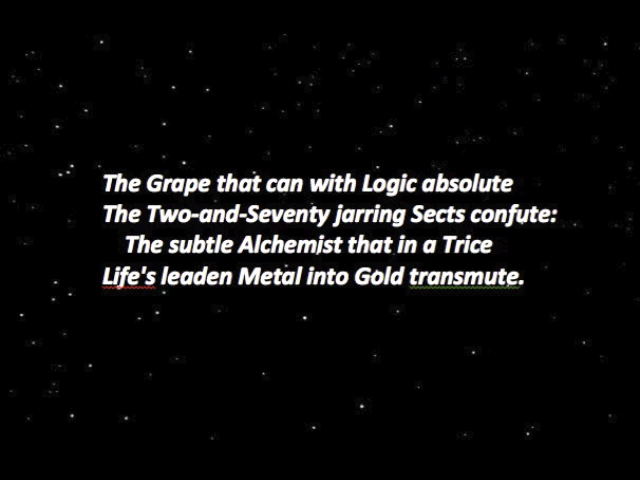 The Grape that can with Logic absolute
The Two-and-Seventy jarring Sects confute:
The subtle Alchemist that in a Trice
Life's leaden Metal into Gold transmute.